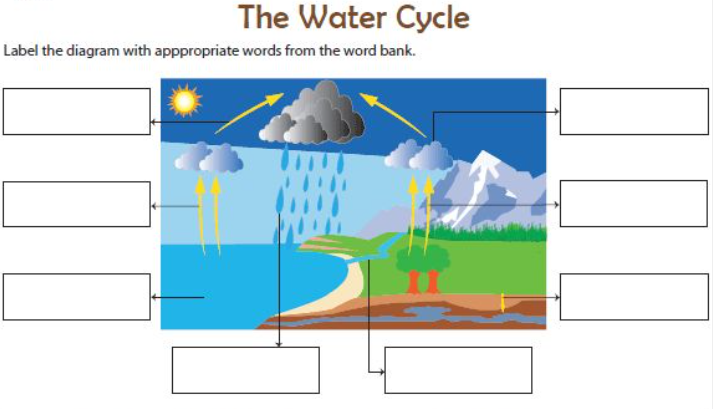 The Water Cycle
Label the diagram with apppropriate words from the word bank.